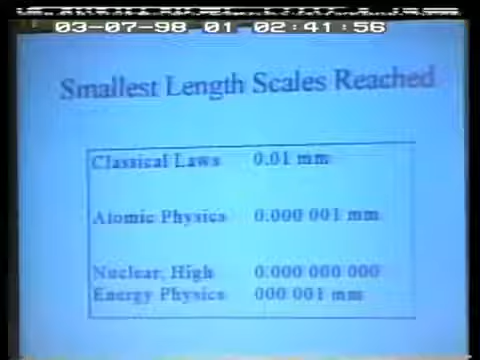 03-07-98 01 02:41:56
Smallest Length Scales Reached
Classical Laws 0.01 mm
Atomic Physics 0.000 001 mm
Nuclear, High 0.000 000 000
Energy Physics 000 001 mm